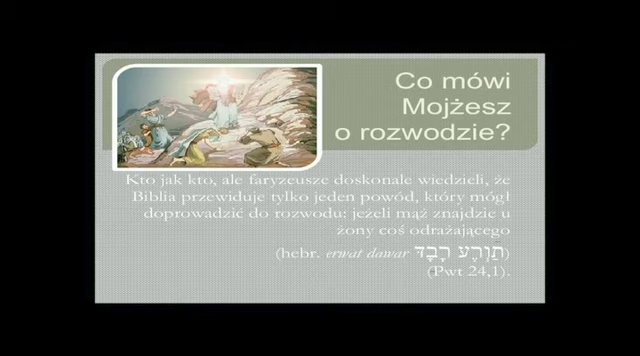 Co mówi
Mojżesz
o rozwodzie?
Kto jak kto, ale faryzeusze doskonale wiedzieli, że
Biblia przewiduje tylko jeden powód, który mógł
doprowadzić do rozwodu: jeżeli mąż znajdzie u
żony coś odrażającego
(hebr. erwat dawar תַוְרֶע רָבָדּ)
(Pwt 24,1).